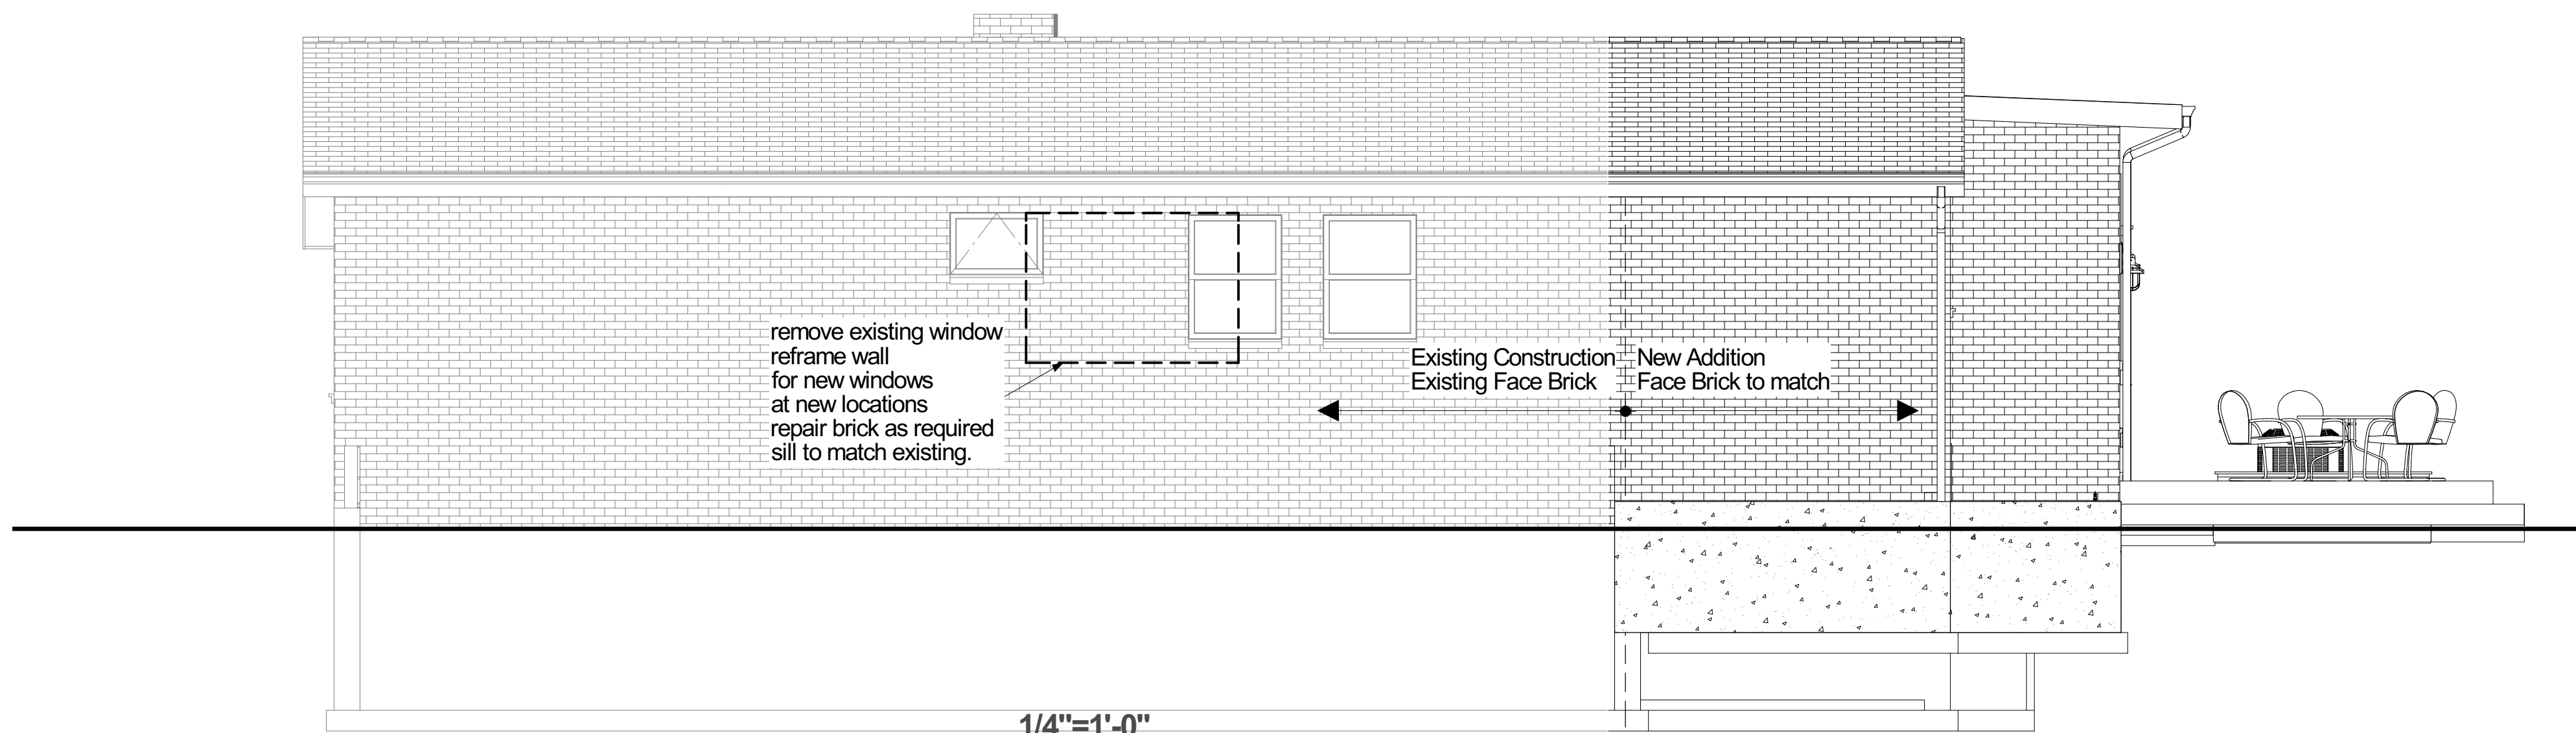 remove existing window
reframe wall
for new windows
at new locations
repair brick as required
sill to match existing.
Existing Construction
Existing Face Brick
New Addition
Face Brick to match
1/4"=1'-0"